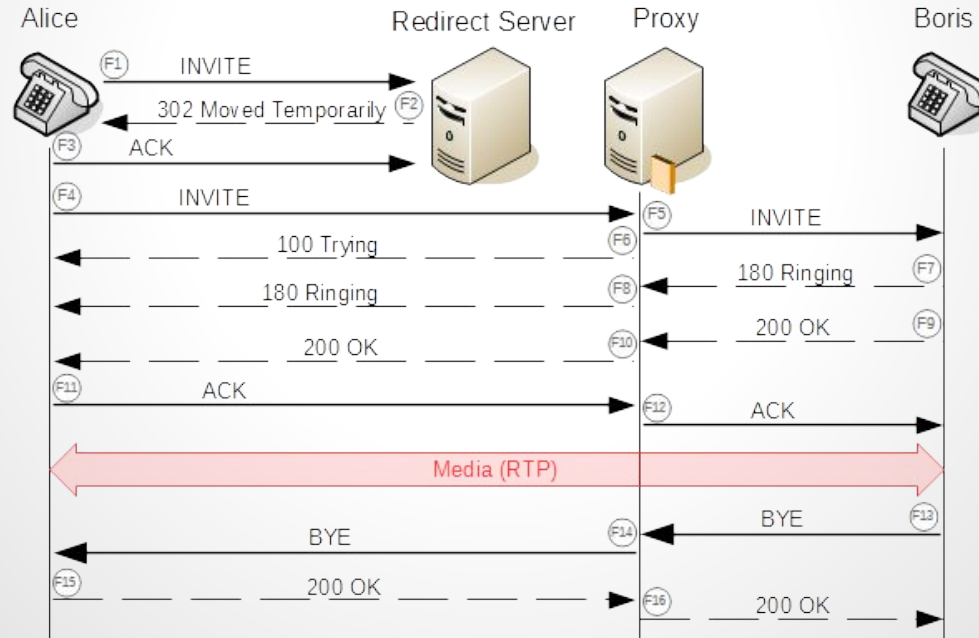 Alice
Redirect Server
Proxy
Boris
F1
INVITE
302 Moved Temporarily
F2
F3
ACK
F4
INVITE
F5
INVITE
100 Trying
F6
180 Ringing
F7
180 Ringing
F8
200 OK
F9
200 OK
F10
F11
ACK
F12
ACK
Media (RTP)
BYE
F13
BYE
F14
F15
200 OK
F16
200 OK